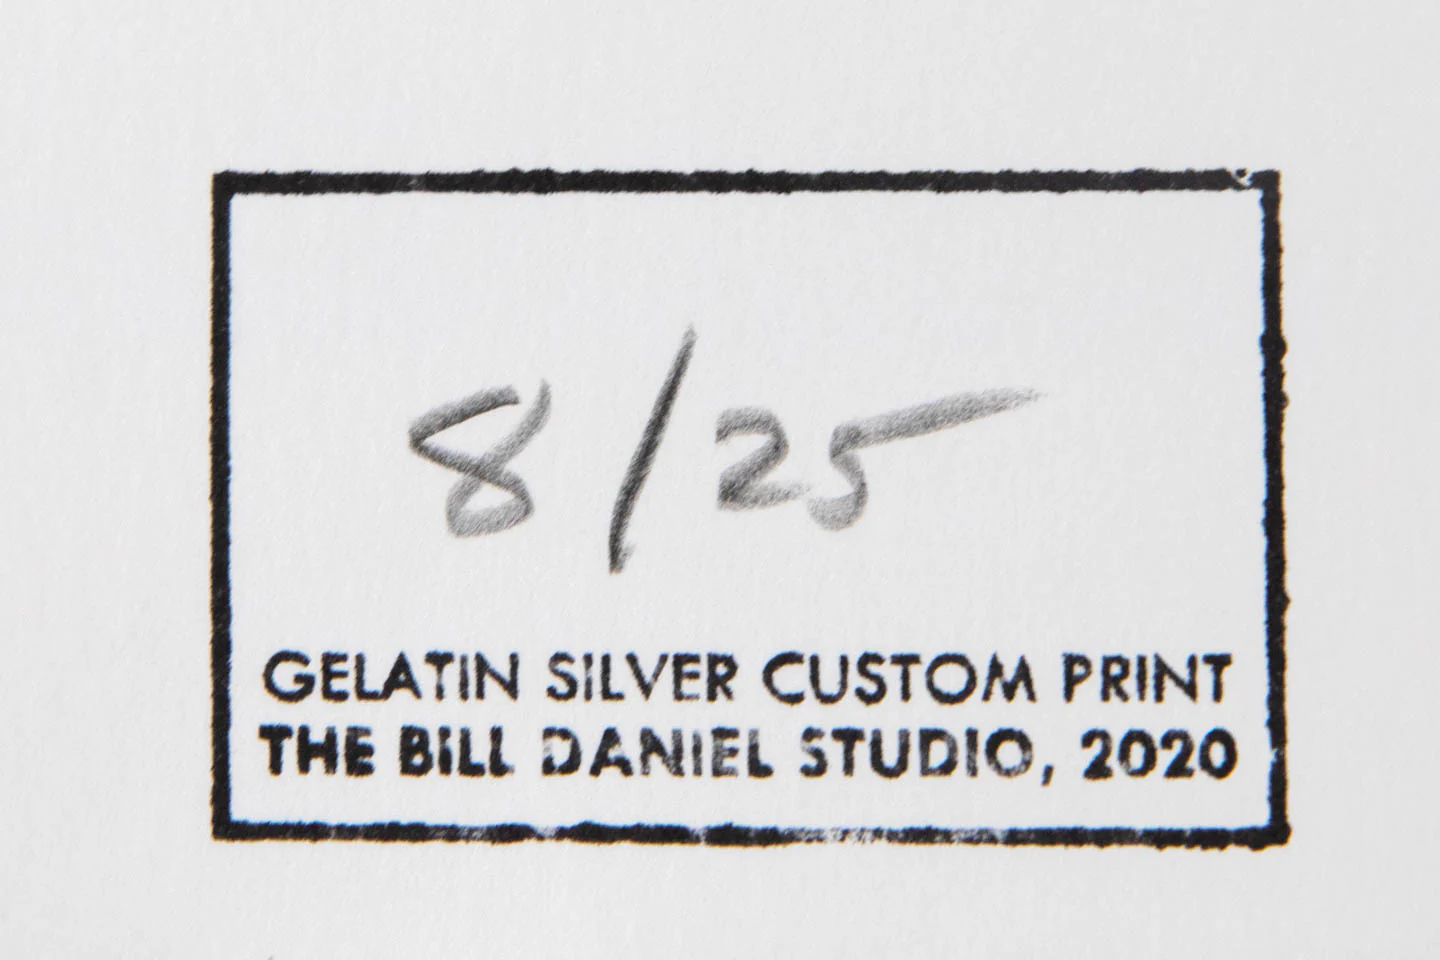 8/25
GELATIN SILVER CUSTOM PRINT
THE BILL DANIEL STUDIO, 2020